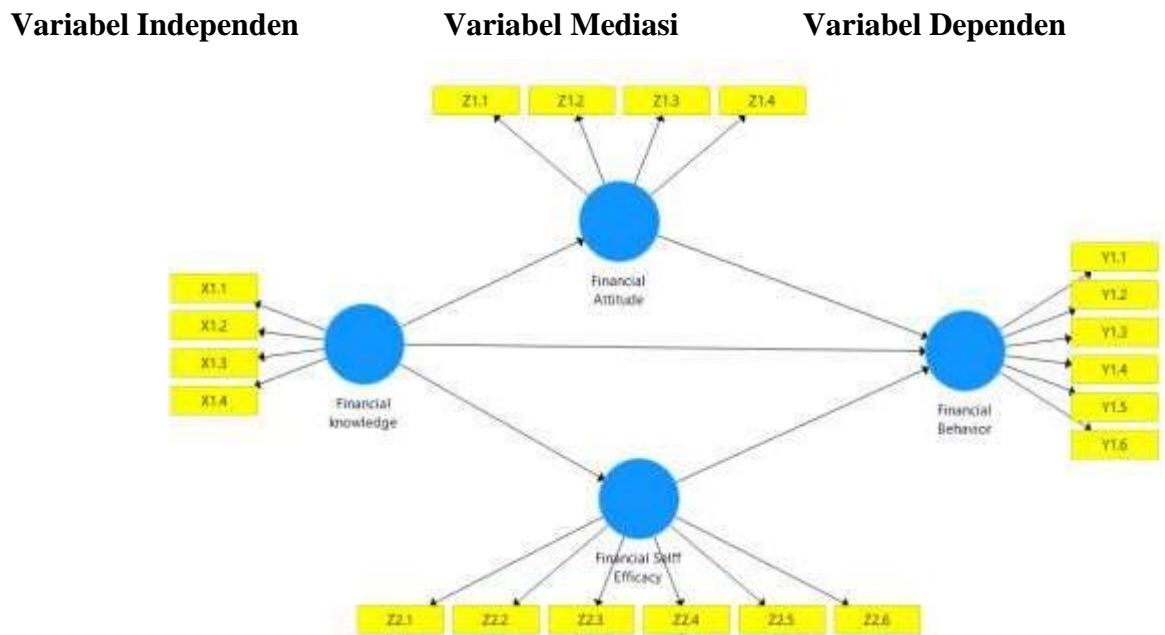 Variabel Independen Variabel Mediasi Variabel Dependen
Z1.1 Z1.2 Z1.3 Z1.4
Financial
Attitude
X1.1
X1.2
X1.3
X1.4
Financial
knowledge
Y1.1
Y1.2
Y1.3
Y1.4
Y1.5
Y1.6
Financial
Behavior
Financial Selff
Efficacy
Z2.1 Z2.2 Z2.3 Z2.4 Z2.5 Z2.6